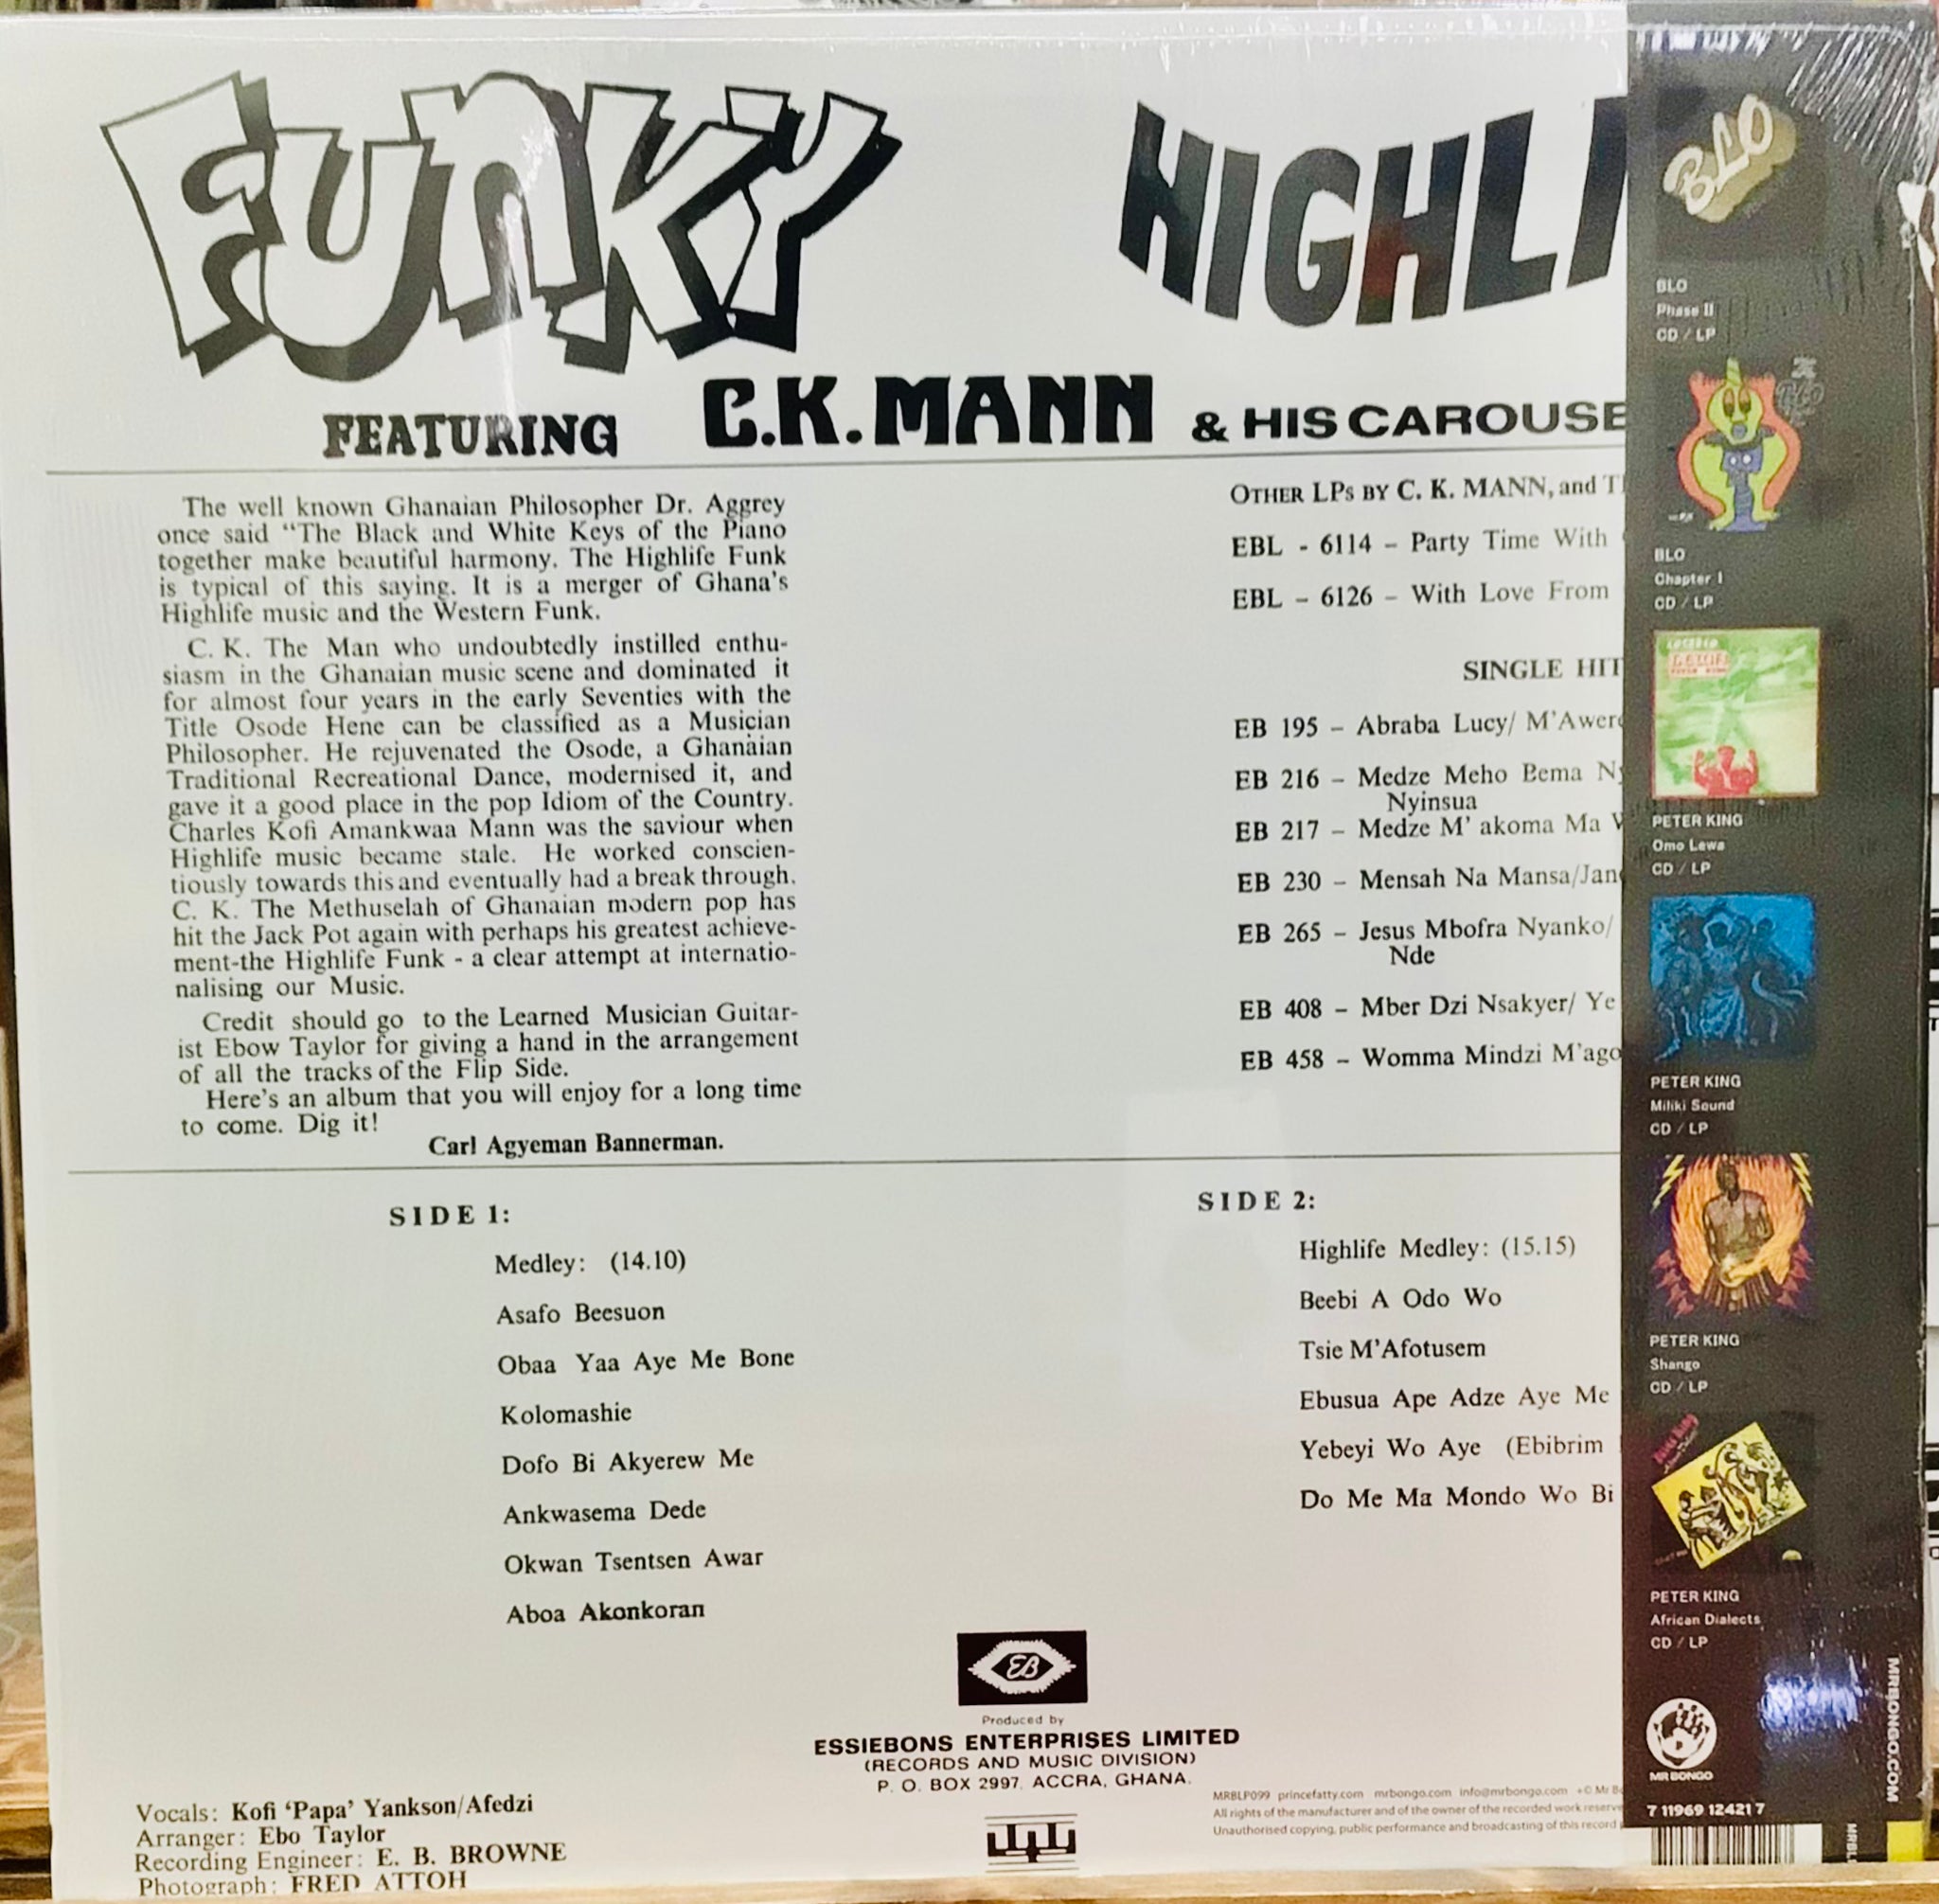 FUNKY HIGHLI
FEATURING C.K. MANN & HIS CAROUSE
The well known Ghanaian Philosopher Dr. Aggrey
once said “The Black and White Keys of the Piano
together make beautiful harmony. The Highlife Funk
is typical of this saying. It is a merger of Ghana's
Highlife music and the Western Funk.
C. K. The Man who undoubtedly instilled enthu-
siasm in the Ghanaian music scene and dominated it
for almost four years in the early Seventies with the
Title Osode Hene can be classified as a Musician
Philosopher. He rejuvenated the Osode, a Ghanaian
Traditional Recreational Dance, modernised it, and
gave it a good place in the pop Idiom of the Country.
Charles Kofi Amankwaa Mann was the saviour when
Highlife music became stale. He worked conscien-
tiously towards this and eventually had a break through.
C. K. The Methuselah of Ghanaian modern pop has
hit the Jack Pot again with perhaps his greatest achieve-
ment-the Highlife Funk - a clear attempt at internatio-
nalising our Music.
Credit should go to the Learned Musician Guitar-
ist Ebow Taylor for giving a hand in the arrangement
of all the tracks of the Flip Side.
Here's an album that you will enjoy for a long time
to come. Dig it!
Carl Agyeman Bannerman.
OTHER LPs BY C. K. MANN, and T
EBL - 6114 – Party Time With
EBL – 6126 – With Love From
SINGLE HIT
EB 195 – Abraba Lucy/ M'Awer
EB 216 – Medze Meho Bema N
Nyinsua
EB 217 – Medze M' akoma Ma
EB 230 – Mensah Na Mansa/Jan
EB 265 – Jesus Mbofra Nyanko/
Nde
EB 408 – Mber Dzi Nsakyer/ Ye
EB 458 – Womma Mindzi M'ago
SIDE 1:
Medley: (14.10)
Asafo Beesuon
Obaa Yaa Aye Me Bone
Kolomashie
Dofo Bi Akyerew Me
Ankwasema Dede
Okwan Tsentsen Awar
Aboa Akonkoran
SIDE 2:
Highlife Medley: (15.15)
Beebi A Odo Wo
Tsie M'Afotusem
Ebusua Ape Adze Aye Me
Yebeyi Wo Aye (Ebibrim
Do Me Ma Mondo Wo Bi
EB
Produced by
ESSIEBONS ENTERPRISES LIMITED
(RECORDS AND MUSIC DIVISION)
P. O. BOX 2997, ACCRA, GHANA.
Vocals: Kofi ‘Papa’ Yankson/Afedzi
Arranger: Ebo Taylor
Recording Engineer: E. B. BROWNE
Photograph: FRED ATTOH
MRBLP099 princefatty.com mrbongo.com info@mrbongo.com
All rights of the manufacturer and of the owner of the recorded work reserve
Unauthorised copying, public performance and broadcasting of this record
BLO
BLO
Phase II
CD / LP
BLO
Chapter I
CD / LP
PETER KING
Omo Lewa
CD / LP
PETER KING
Miliki Sound
CD / LP
PETER KING
Shango
CD / LP
PETER KING
African Dialects
CD / LP
MR BONGO
MRBONGO.COM
7 11969 12421 7